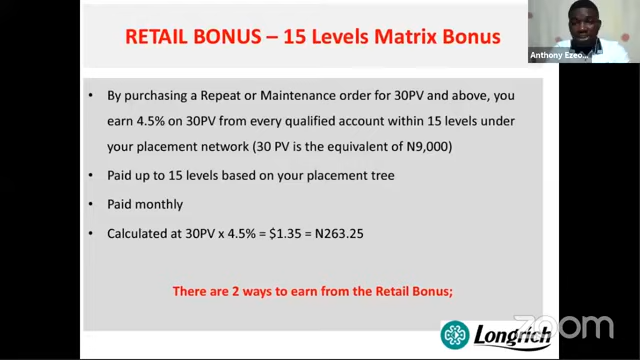 RETAIL BONUS – 15 Levels Matrix Bonus
Anthony Ezeo...
• By purchasing a Repeat or Maintenance order for 30PV and above, you
earn 4.5% on 30PV from every qualified account within 15 levels under
your placement network (30 PV is the equivalent of N9,000)
• Paid up to 15 levels based on your placement tree
• Paid monthly
• Calculated at 30PV x 4.5% = $1.35 = N263.25
There are 2 ways to earn from the Retail Bonus;
Longrich
zoom